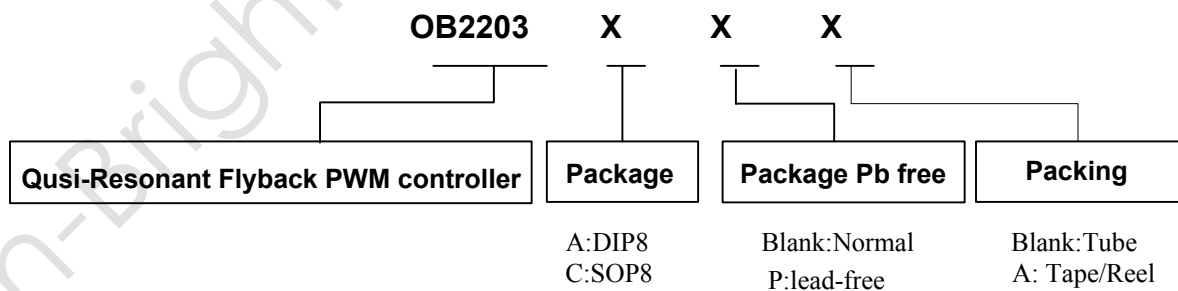 OB2203 X X X
Qusi-Resonant Flyback PWM controller
Package
Package Pb free
Packing
A:DIP8
C:SOP8
Blank:Normal
P:lead-free
Blank:Tube
A: Tape/Reel
n-Bright